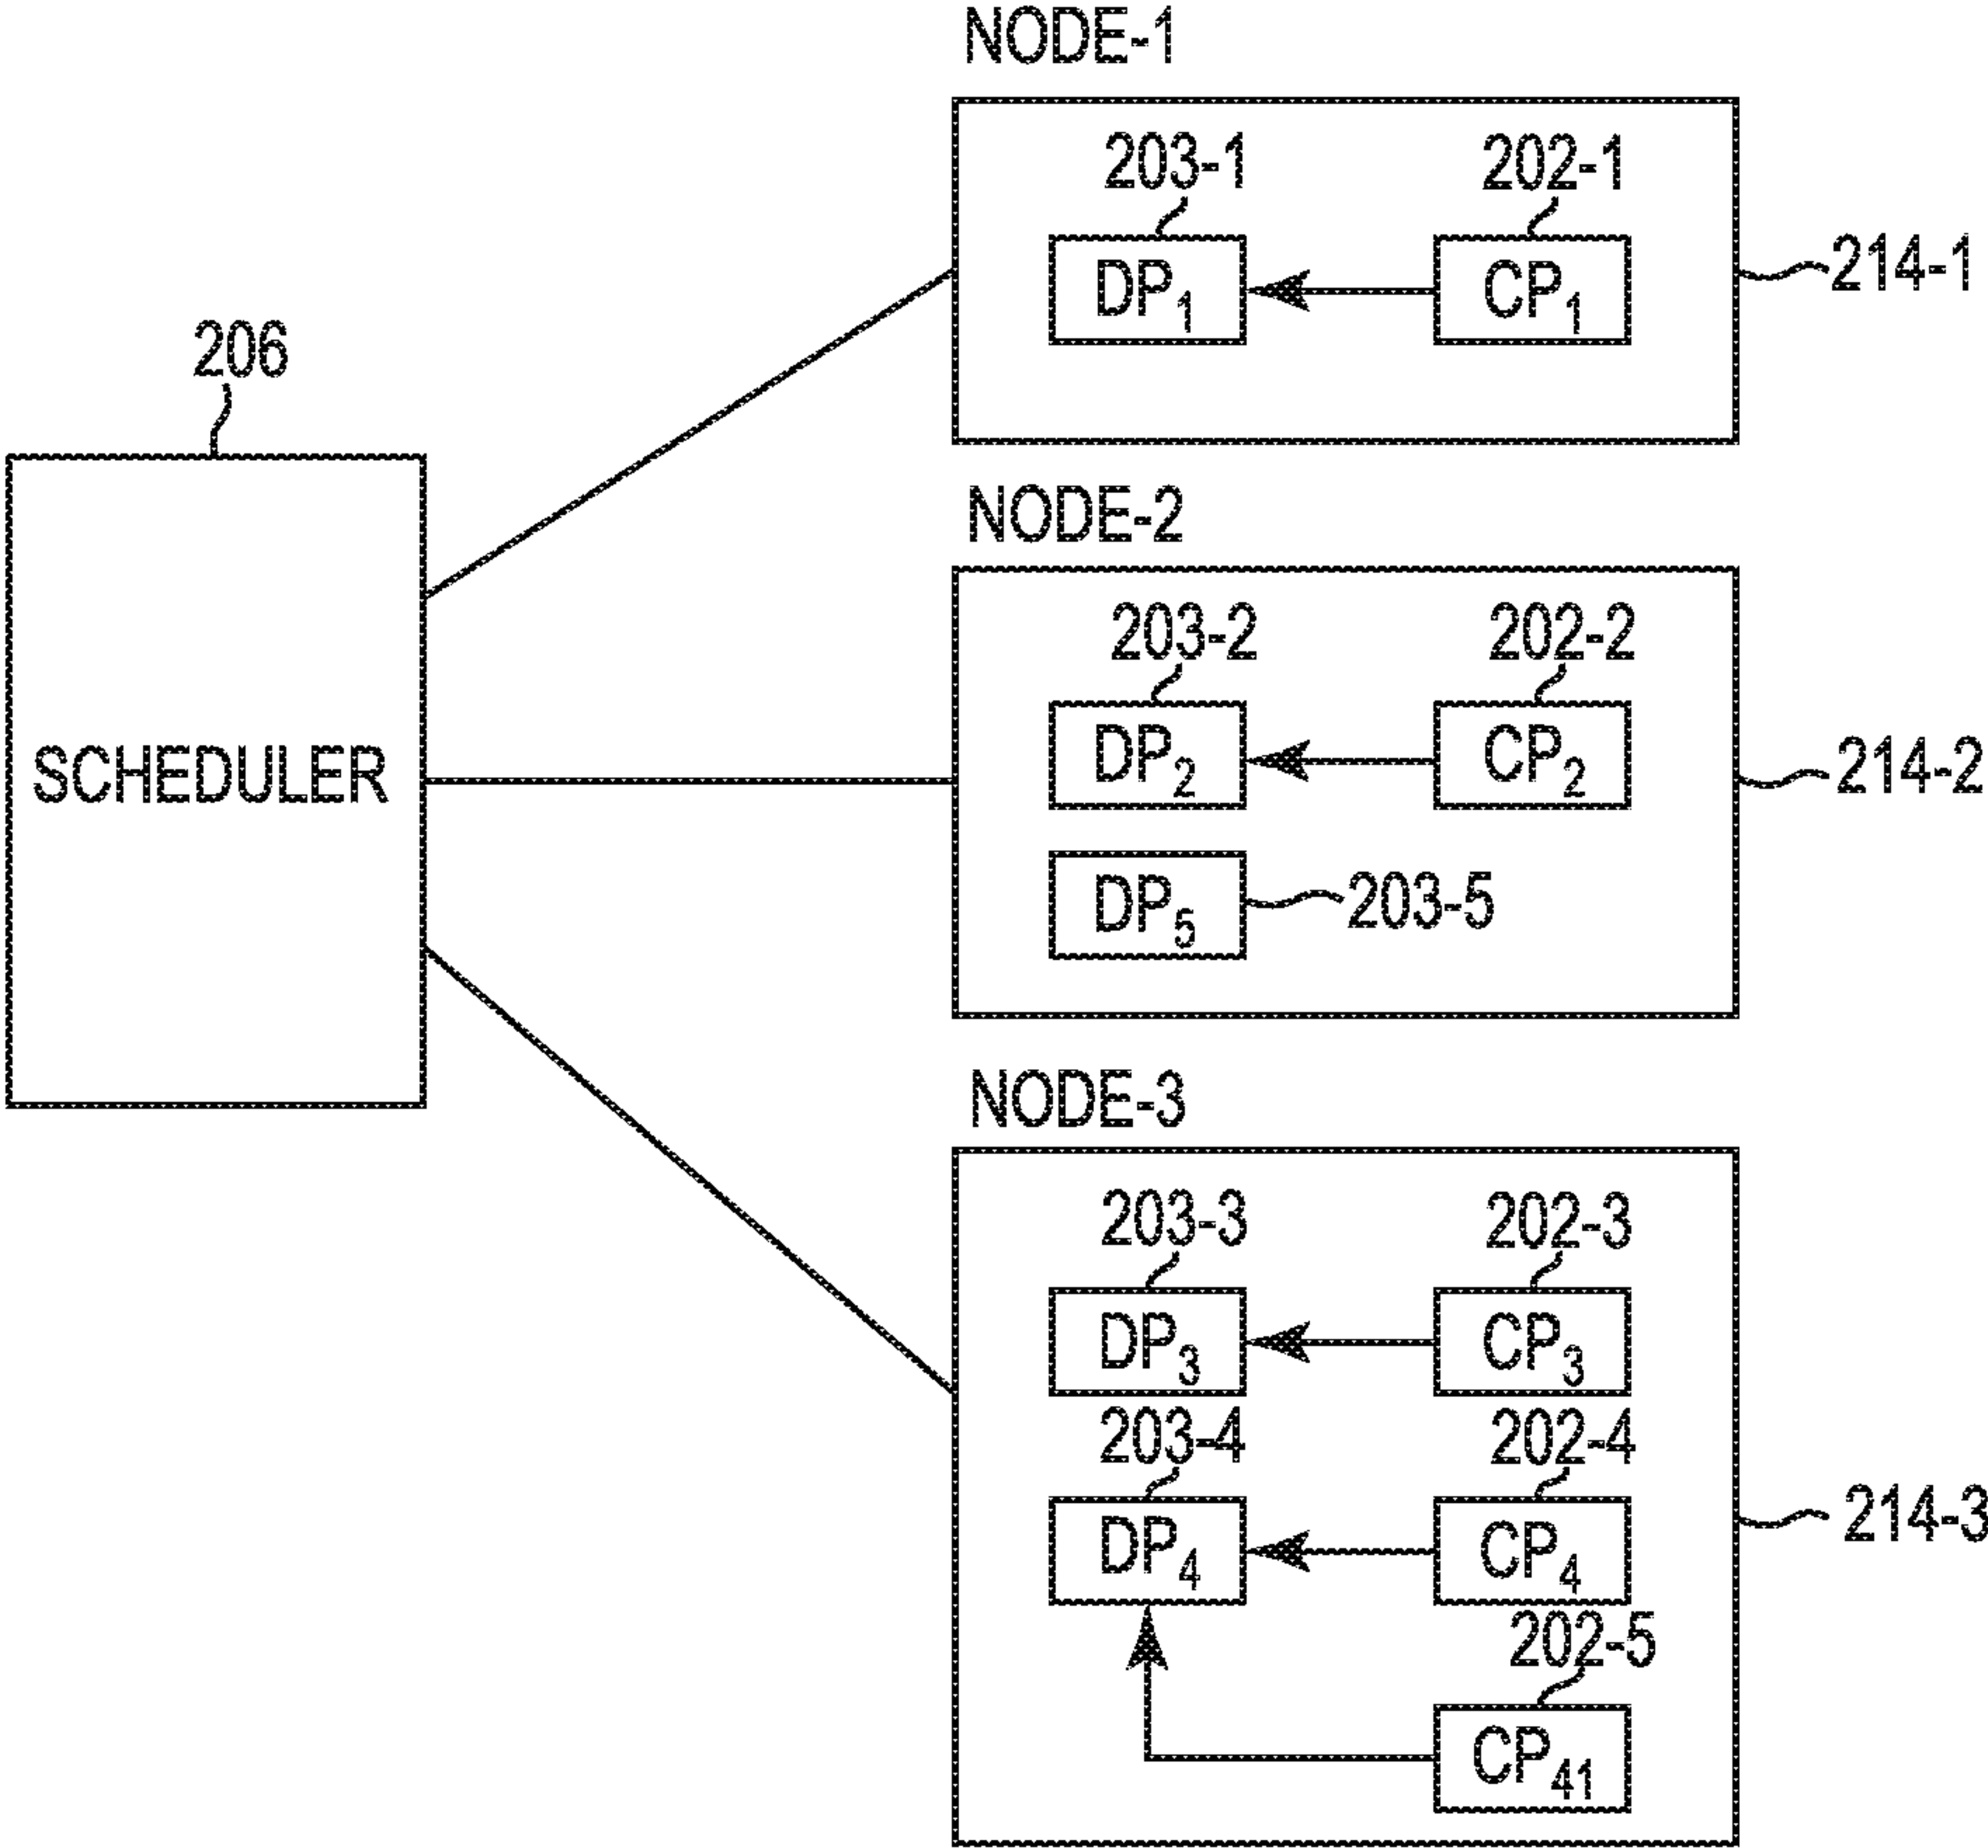 NODE-1
203-1 202-1
DP1 CP1
214-1
206
SCHEDULER
NODE-2
203-2 202-2
DP2 CP2
214-2
DP5 203-5
NODE-3
203-3 202-3
DP3 CP3
203-4 202-4
DP4 CP4
214-3
202-5
CP41